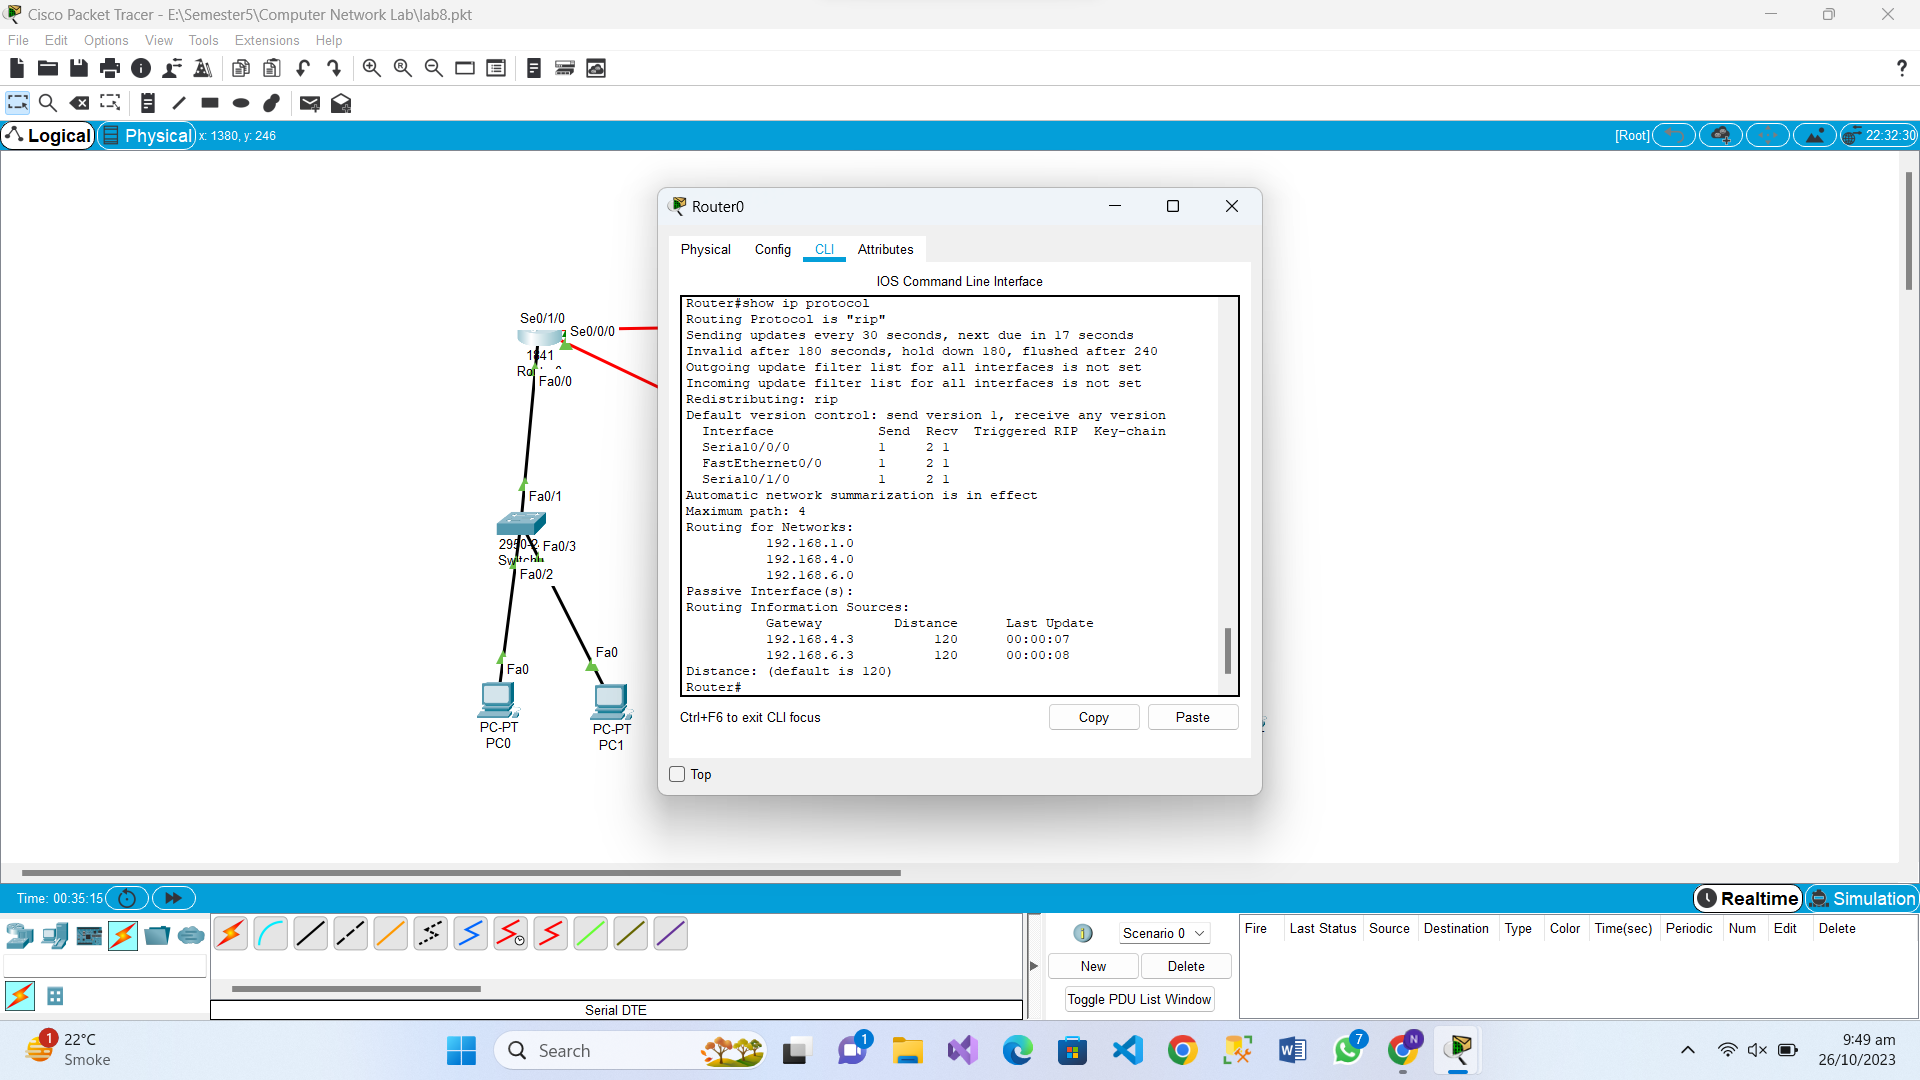 Cisco Packet Tracer - E:\Semester5\Computer Network Lab\lab8.pkt
File Edit Options View Tools Extensions Help
?
Logical Physical x: 1380, y: 246 [Root] 22:32:30
Router0
Physical Config CLI Attributes
IOS Command Line Interface
Router#show ip protocol
Routing Protocol is "rip"
Sending updates every 30 seconds, next due in 17 seconds
Invalid after 180 seconds, hold down 180, flushed after 240
Outgoing update filter list for all interfaces is not set
Incoming update filter list for all interfaces is not set
Redistributing: rip
Default version control: send version 1, receive any version
Interface Send Recv Triggered RIP Key-chain
Serial0/0/0 1 2 1
FastEthernet0/0 1 2 1
Serial0/1/0 1 2 1
Automatic network summarization is in effect
Maximum path: 4
Routing for Networks:
192.168.1.0
192.168.4.0
192.168.6.0
Passive Interface(s):
Routing Information Sources:
Gateway Distance Last Update
192.168.4.3 120 00:00:07
192.168.6.3 120 00:00:08
Distance: (default is 120)
Router#
Ctrl+F6 to exit CLI focus
Copy Paste
Top
Se0/1/0
Se0/0/0
1841
Fa0/0
Fa0/1
Fa0/3
Fa0/2
Fa0
Fa0
PC-PT
PC0
PC-PT
PC1
Time: 00:35:15 Realtime Simulation
Scenario 0
New Delete
Toggle PDU List Window
Fire Last Status Source Destination Type Color Time(sec) Periodic Num Edit Delete
Serial DTE
1
22°C
Smoke
Search
1
7
N
9:49 am
26/10/2023